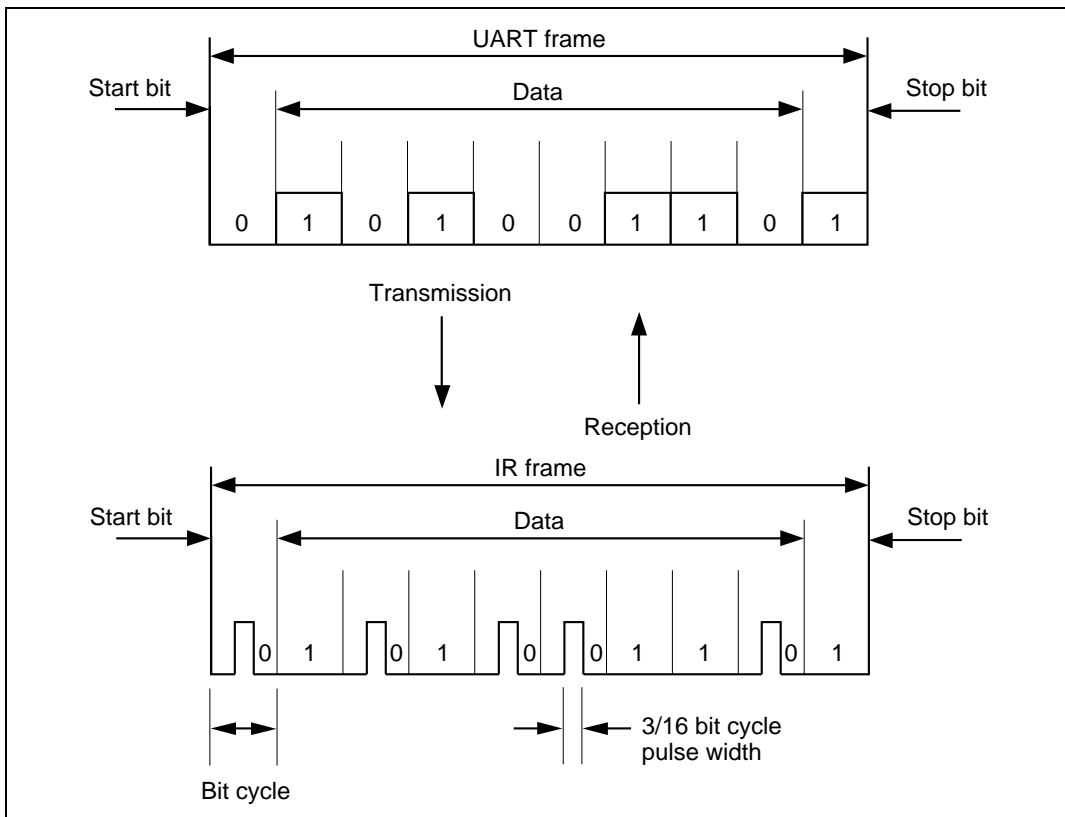 UART frame
Start bit
Data
Stop bit
0 1 0 1 0 0 1 1 0 1
Transmission
Reception
IR frame
Start bit
Data
Stop bit
0 1 0 1 0 0 1 1 0 1
3/16 bit cycle
pulse width
Bit cycle